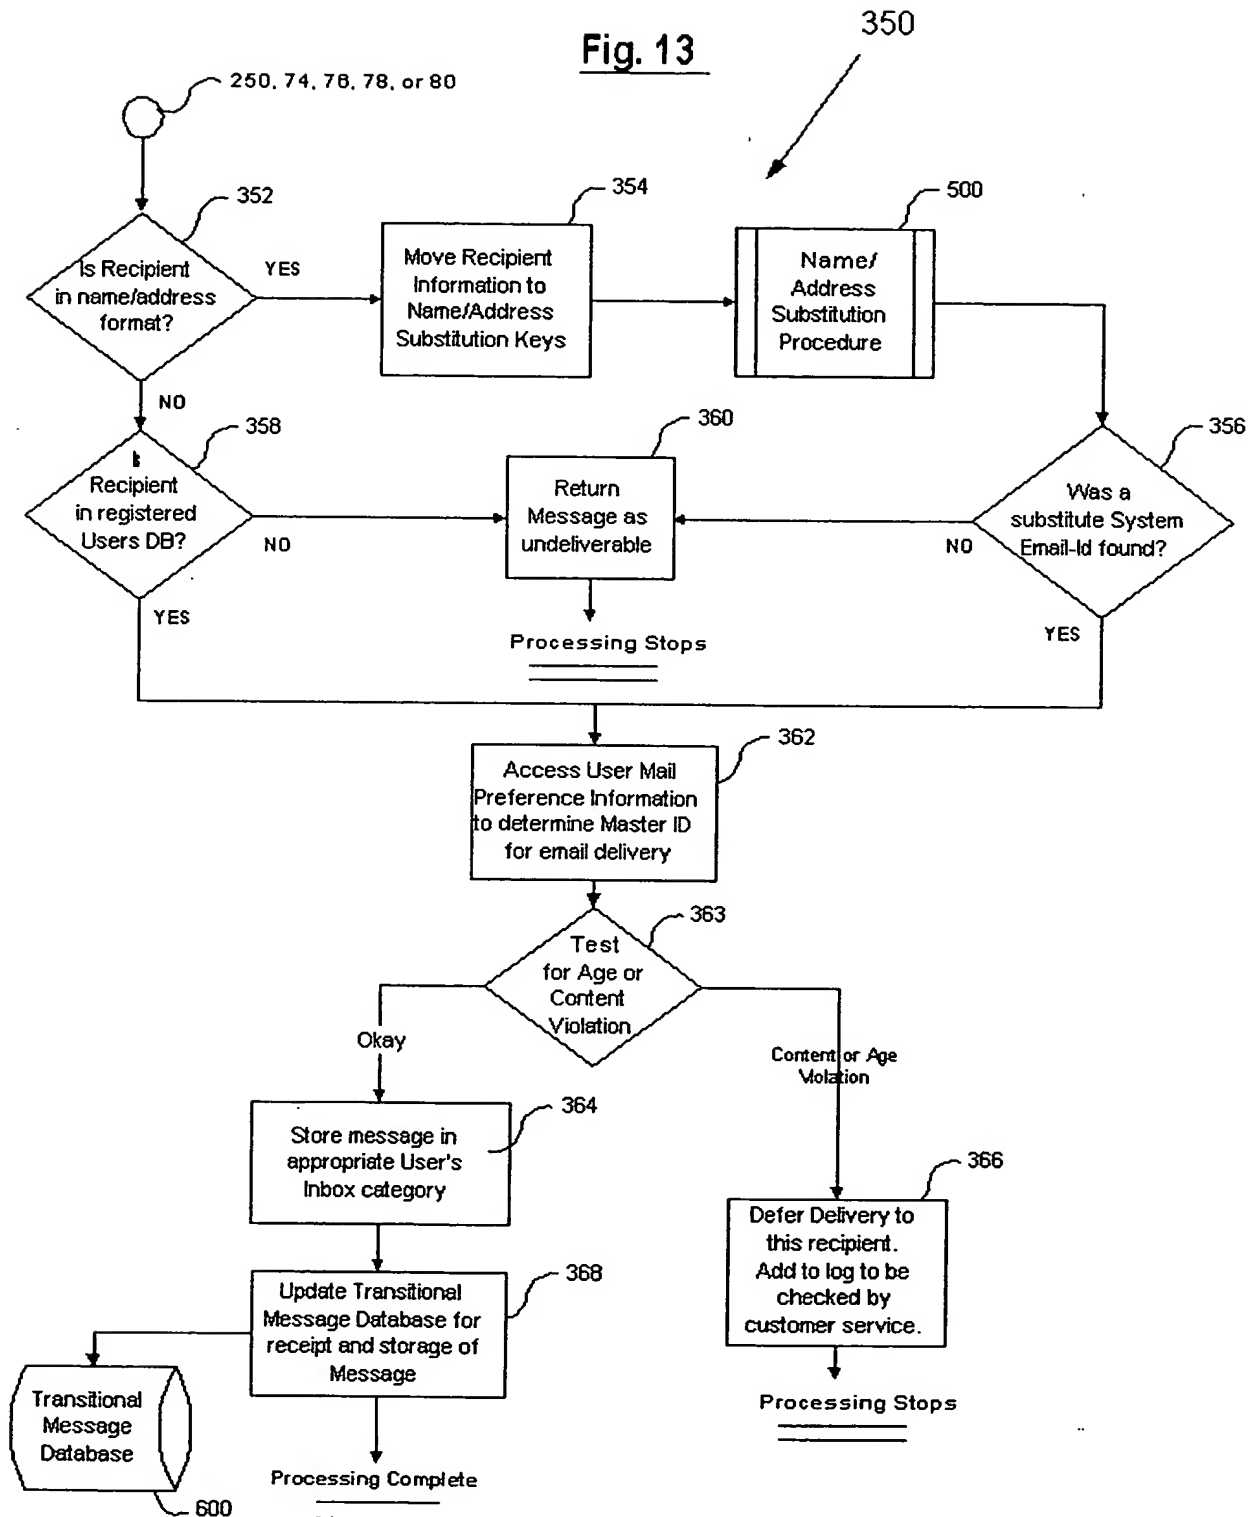 Fig. 13
350
250, 74, 76, 78, or 80
352
Is Recipient
in name/address
format?
YES
NO
354
Move Recipient
Information to
Name/Address
Substitution Keys
500
Name/
Address
Substitution
Procedure
358
Is
Recipient
in registered
Users DB?
NO
YES
360
Return
Message as
undeliverable
Processing Stops
356
Was a
substitute System
Email-Id found?
NO
YES
362
Access User Mail
Preference Information
to determine Master ID
for email delivery
363
Test
for Age or
Content
Violation
Okay
Content or Age
Violation
364
Store message in
appropriate User's
Inbox category
366
Defer Delivery to
this recipient.
Add to log to be
checked by
customer service.
Processing Stops
368
Update Transitional
Message Database for
receipt and storage of
Message
Transitional
Message
Database
600
Processing Complete